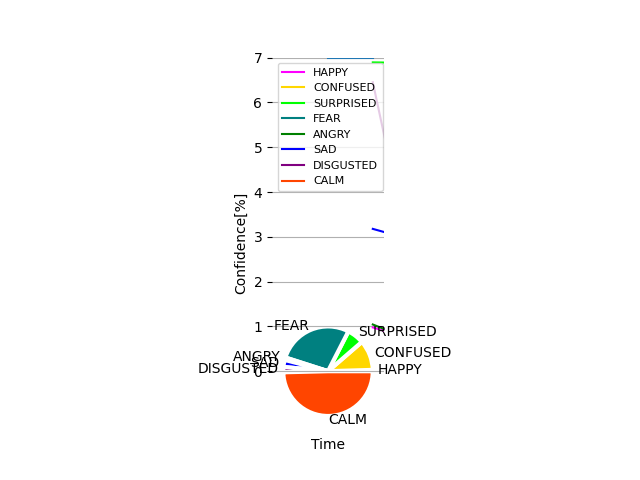 7
6
5
4
3
2
1
0
Confidence[%]
HAPPY
CONFUSED
SURPRISED
FEAR
ANGRY
SAD
DISGUSTED
CALM
FEAR
SURPRISED
CONFUSED
ANGRY
SAD
DISGUSTED
HAPPY
CALM
Time